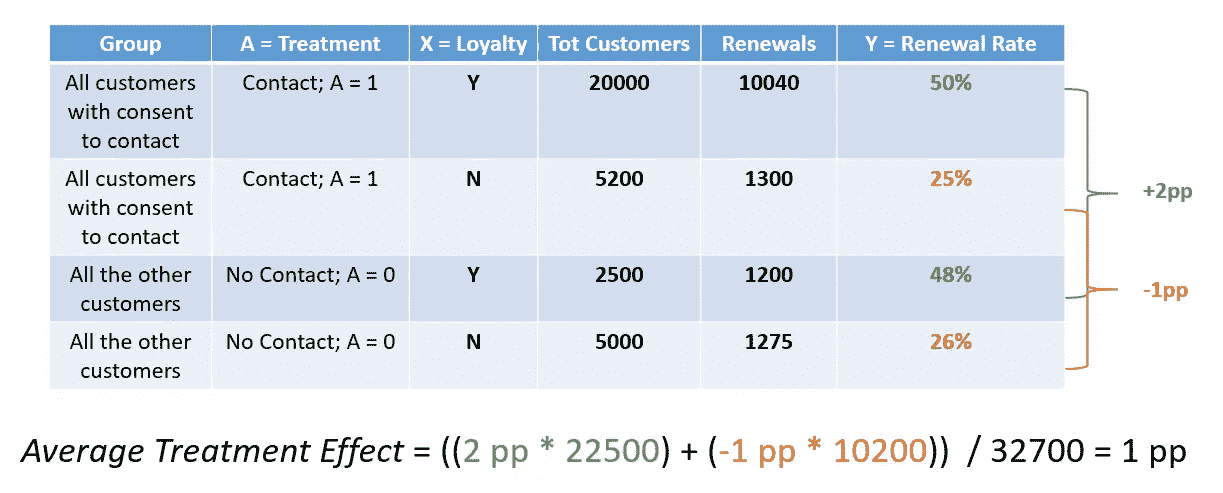 Group A = Treatment X = Loyalty Tot Customers Renewals Y = Renewal Rate
All customers with consent to contact Contact; A = 1 Y 20000 10040 50%
All customers with consent to contact Contact; A = 1 N 5200 1300 25%
All the other customers No Contact; A = 0 Y 2500 1200 48%
All the other customers No Contact; A = 0 N 5000 1275 26%
+2pp
-1pp
Average Treatment Effect = ((2 pp * 22500) + (-1 pp * 10200)) / 32700 = 1 pp